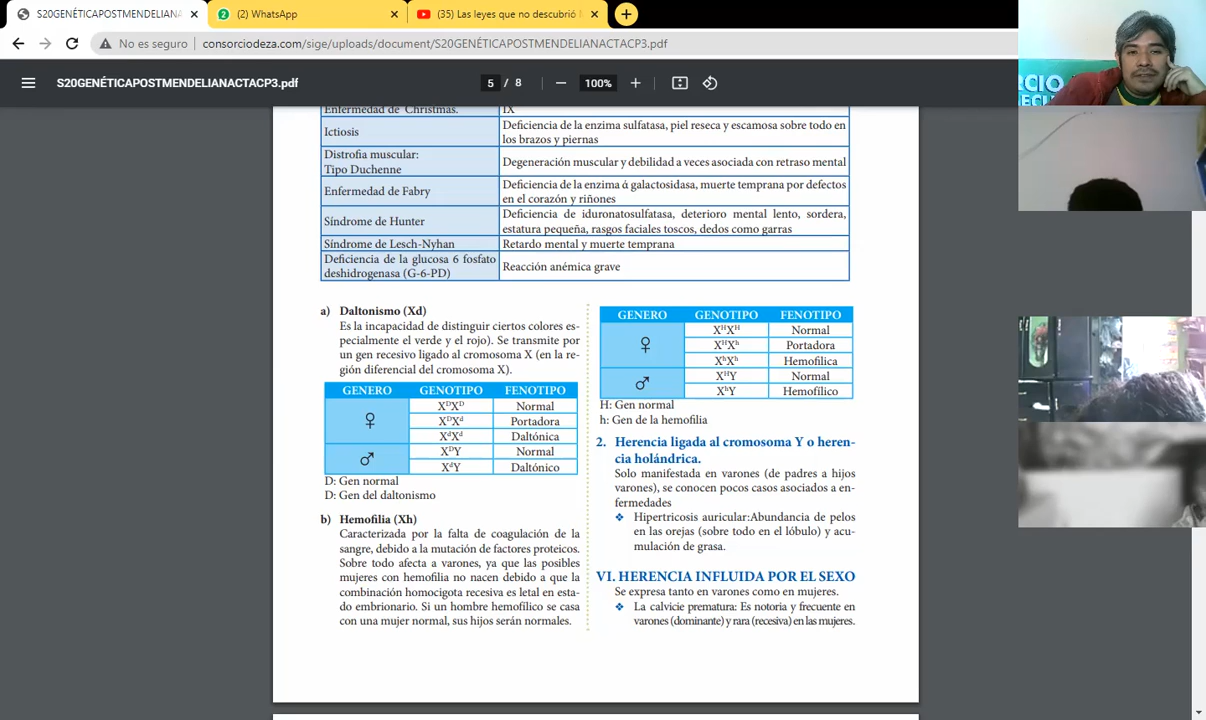 S20GENÉTICAPOSTMENDELIANACTA
(2) WhatsApp
(35) Las leyes que no descubrió
No es seguro
consorciodeza.com/sige/uploads/document/S20GENÉTICAPOSTMENDELIANACTACP3.pdf
S20GENÉTICAPOSTMENDELIANACTACP3.pdf
5 / 8
100%
Enfermedad de Christmas.
IX
Ictiosis
Deficiencia de la enzima sulfatasa, piel reseca y escamosa sobre todo en
los brazos y piernas
Distrofia muscular:
Tipo Duchenne
Degeneración muscular y debilidad a veces asociada con retraso mental
Enfermedad de Fabry
Deficiencia de la enzima á galactosidasa, muerte temprana por defectos
en el corazón y riñones
Síndrome de Hunter
Deficiencia de iduronatosulfatasa, deterioro mental lento, sordera,
estatura pequeña, rasgos faciales toscos, dedos como garras
Síndrome de Lesch-Nyhan
Retardo mental y muerte temprana
Deficiencia de la glucosa 6 fosfato
deshidrogenasa (G-6-PD)
Reacción anémica grave
a) Daltonismo (Xd)
Es la incapacidad de distinguir ciertos colores es-
pecialmente el verde y el rojo). Se transmite por
un gen recesivo ligado al cromosoma X (en la re-
gión diferencial del cromosoma X).
GENERO GENOTIPO FENOTIPO
♀
XᴰXᴰ Normal
XᴰXᵈ Portadora
XᵈXᵈ Daltónica
♂
XᴰY Normal
XᵈY Daltónico
D: Gen normal
D: Gen del daltonismo
b) Hemofilia (Xh)
Caracterizada por la falta de coagulación de la
sangre, debido a la mutación de factores proteicos.
Sobre todo afecta a varones, ya que las posibles
mujeres con hemofilia no nacen debido a que la
combinación homocigota recesiva es letal en esta-
do embrionario. Si un hombre hemofílico se casa
con una mujer normal, sus hijos serán normales.
GENERO GENOTIPO FENOTIPO
♀
XᴴXᴴ Normal
XᴴXʰ Portadora
XʰXʰ Hemofilica
♂
XᴴY Normal
XʰY Hemofílico
H: Gen normal
h: Gen de la hemofilia
2. Herencia ligada al cromosoma Y o heren-
cia holándrica.
Solo manifestada en varones (de padres a hijos
varones), se conocen pocos casos asociados a en-
fermedades
❖ Hipertricosis auricular:Abundancia de pelos
en las orejas (sobre todo en el lóbulo) y acu-
mulación de grasa.
VI. HERENCIA INFLUIDA POR EL SEXO
Se expresa tanto en varones como en mujeres.
❖ La calvicie prematura: Es notoria y frecuente en
varones (dominante) y rara (recesiva) en las mujeres.